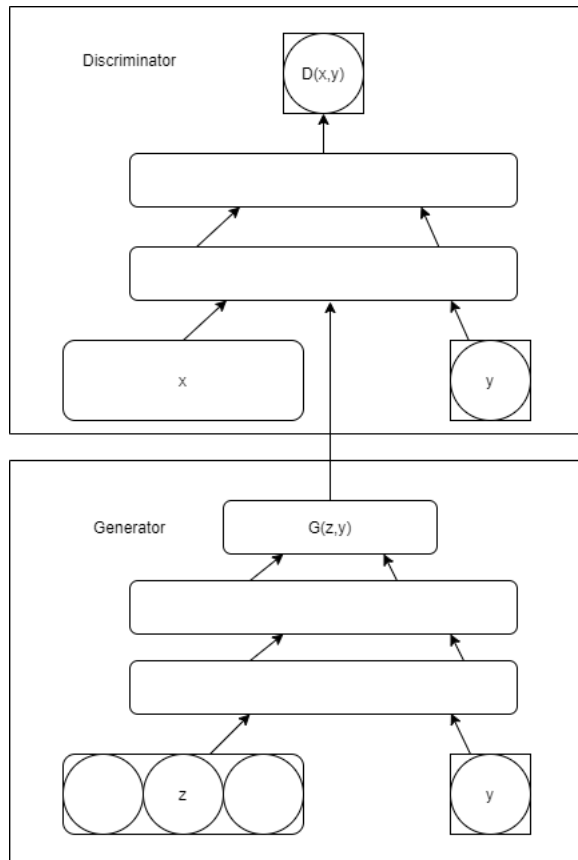 Discriminator
D(x,y)
x
y
Generator
G(z,y)
z
y